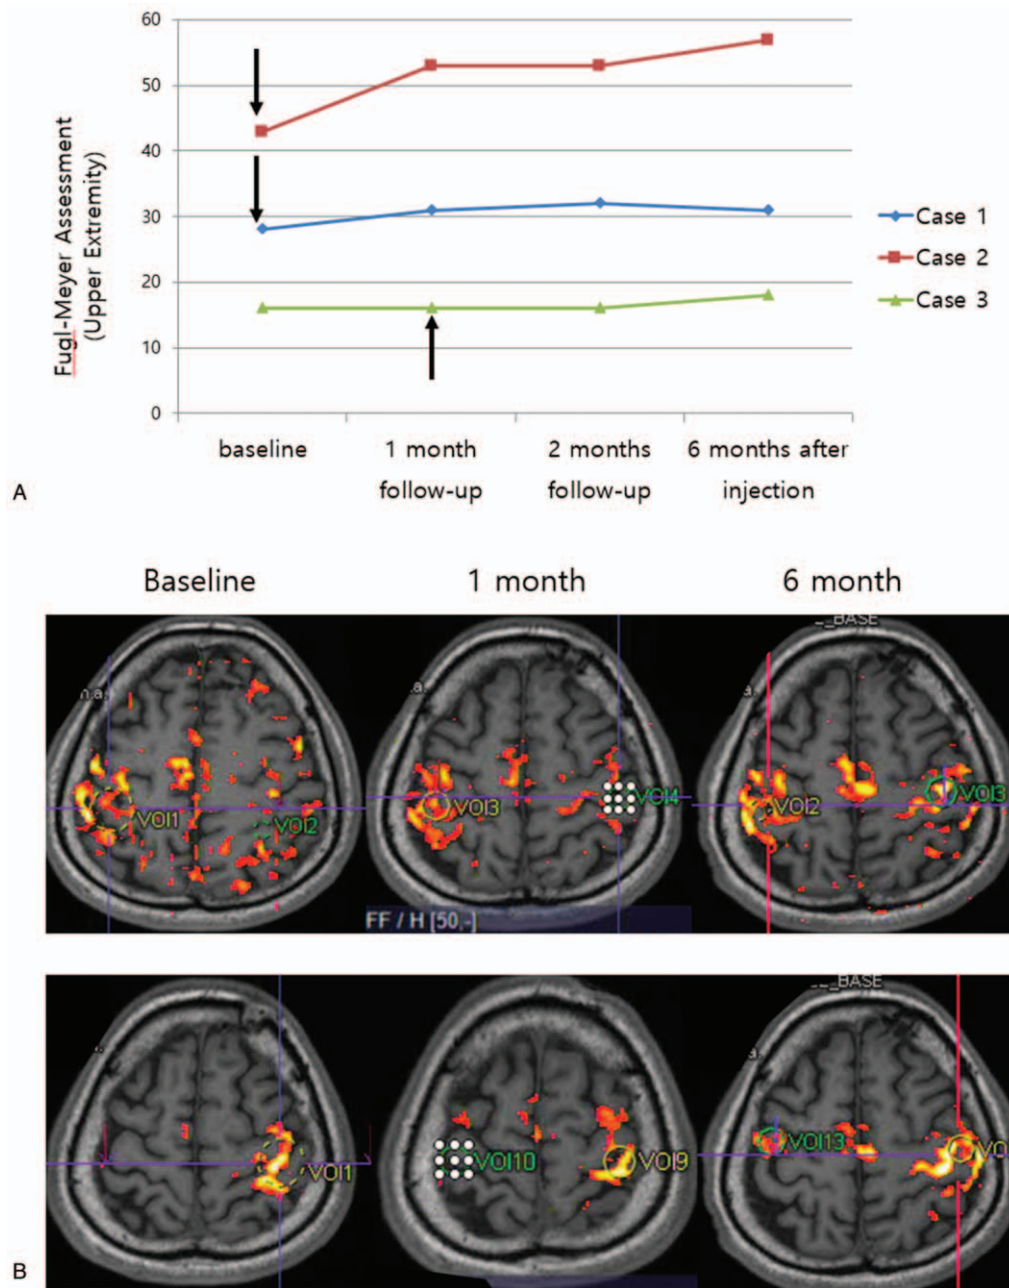 60
50
40
30
20
10
0
Fugl-Meyer Assessment
(Upper Extremity)
Case 1
Case 2
Case 3
baseline
1 month
follow-up
2 months
follow-up
6 months after
injection
A
Baseline
1 month
6 month
n.a.
VOI1
VOI2
.a.
VOI3
VOI4
FF / H [50,-]
_BASE
a.
VOI2
VOI3
VOI1
VOI10
VOI9
_BASE
a.
VOI13
VO
B